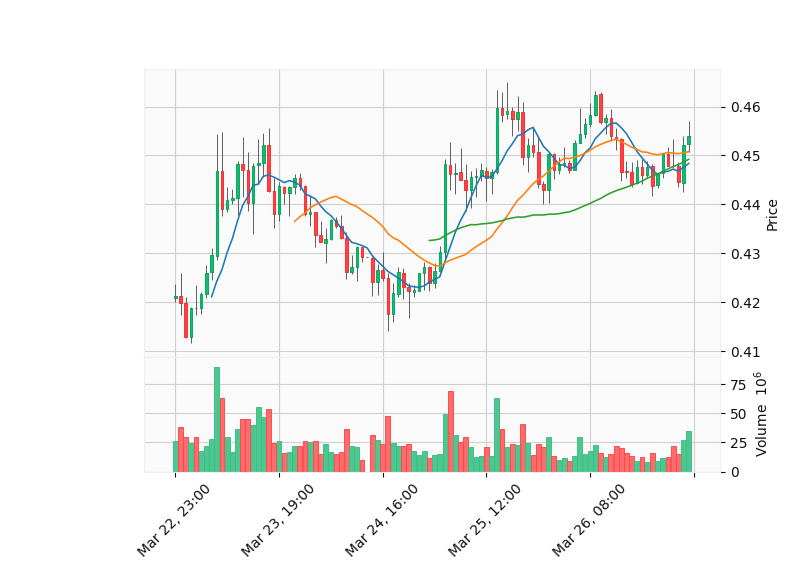 0.46
0.45
0.44
0.43
0.42
0.41
Price
75
50
25
0
Volume 10^6
Mar 22, 23:00
Mar 23, 19:00
Mar 24, 16:00
Mar 25, 12:00
Mar 26, 08:00